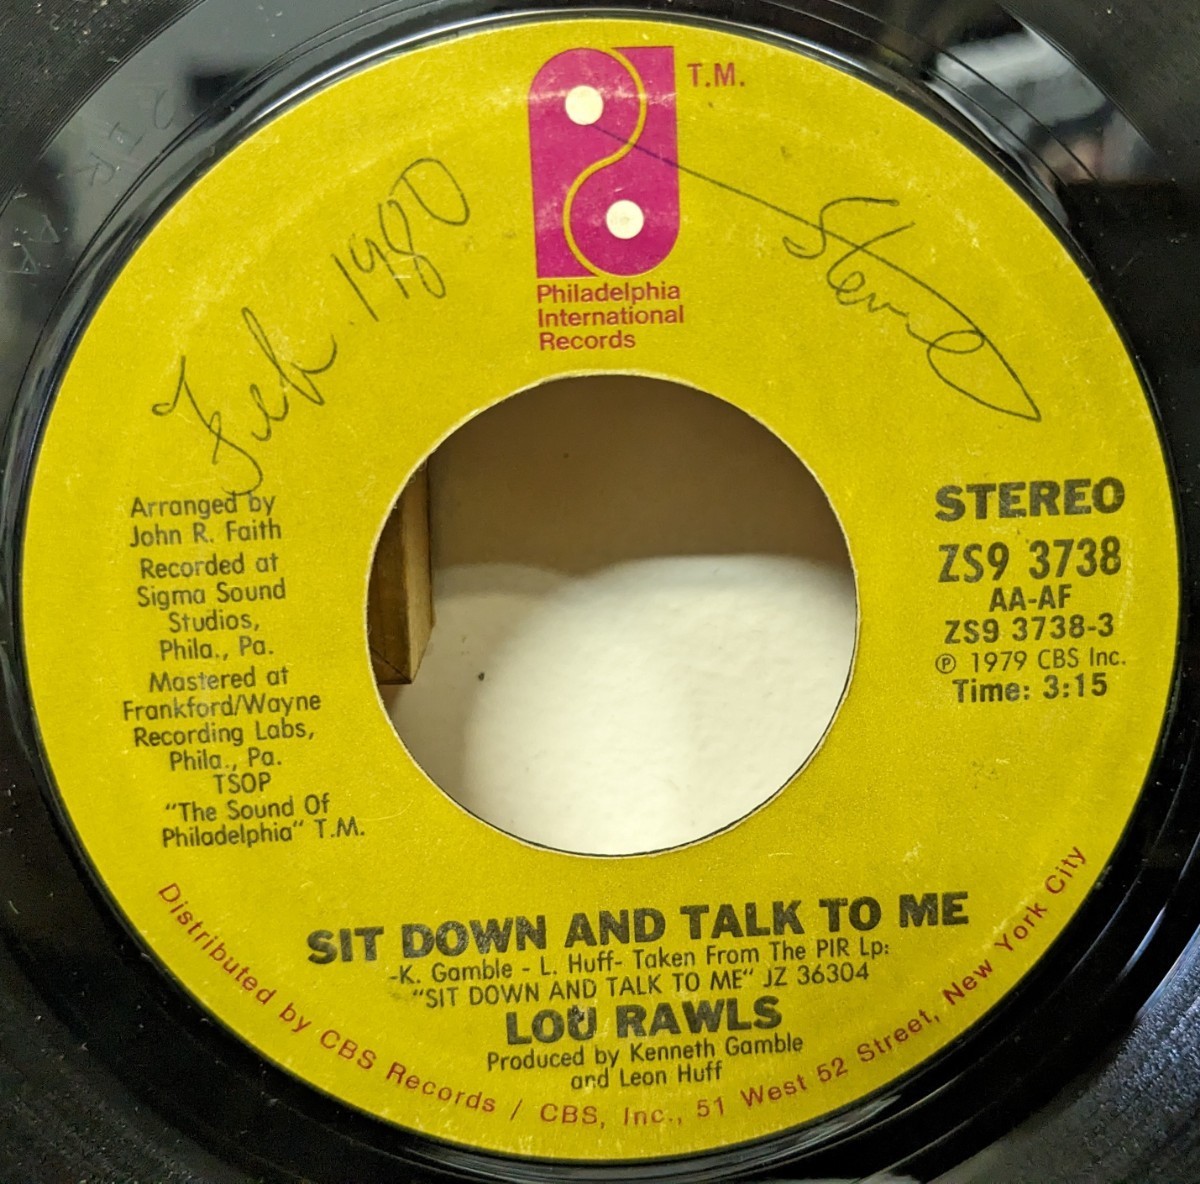 T.M.
Philadelphia
International
Records
Feb. 1980
Arranged by
John R. Faith
Recorded at
Sigma Sound
Studios,
Phila., Pa.
Mastered at
Frankford/Wayne
Recording Labs,
Phila., Pa.
TSOP
"The Sound Of
Philadelphia" T.M.
STEREO
ZS9 3738
AA-AF
ZS9 3738-3
℗ 1979 CBS Inc.
Time: 3:15
SIT DOWN AND TALK TO ME
-K. Gamble - L. Huff- Taken From The PIR Lp:
"SIT DOWN AND TALK TO ME" JZ 36304
LOU RAWLS
Produced by Kenneth Gamble
and Leon Huff
Distributed by CBS Records / CBS, Inc., 51 West 52 Street, New York City